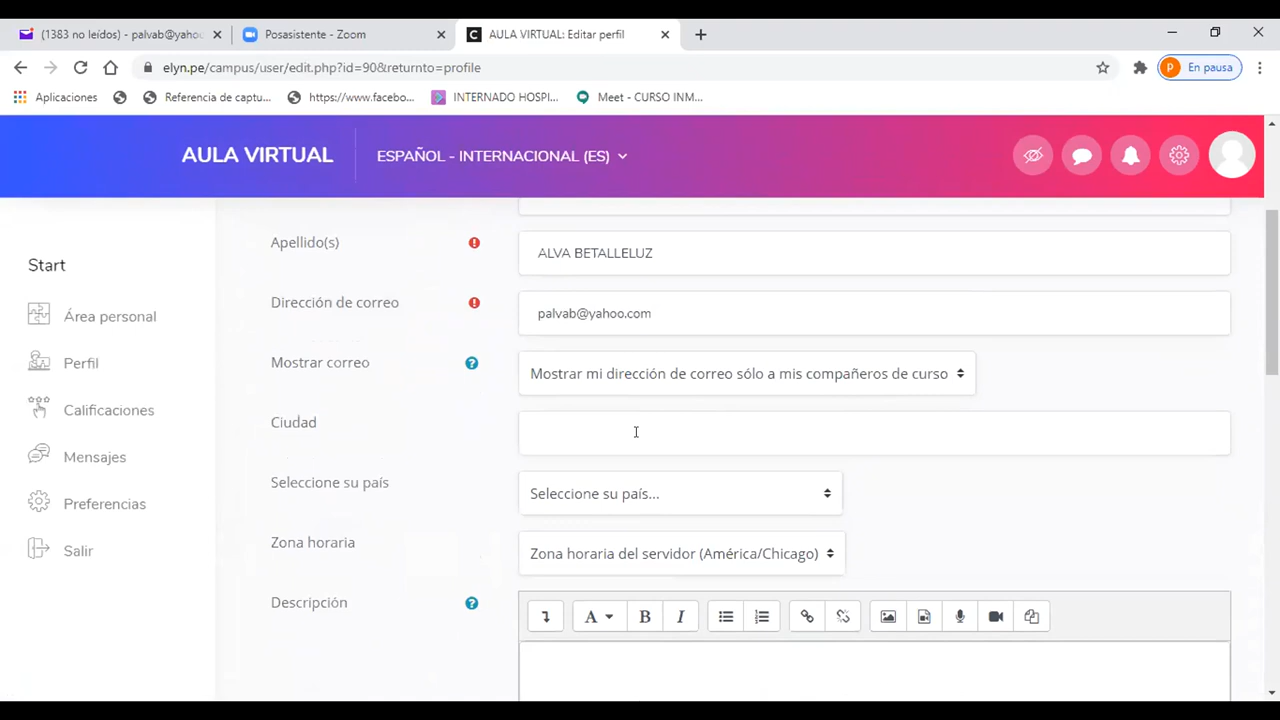 (1383 no leídos) - palvab@yahoo
Posasistente - Zoom
AULA VIRTUAL: Editar perfil
elyn.pe/campus/user/edit.php?id=90&returnto=profile
P
En pausa
Aplicaciones
Referencia de captu...
https://www.facebo...
INTERNADO HOSPI...
Meet - CURSO INM...
AULA VIRTUAL
ESPAÑOL - INTERNACIONAL (ES)
Start
Área personal
Perfil
Calificaciones
Mensajes
Preferencias
Salir
Apellido(s)
ALVA BETALLELUZ
Dirección de correo
palvab@yahoo.com
Mostrar correo
Mostrar mi dirección de correo sólo a mis compañeros de curso
Ciudad
Seleccione su país
Seleccione su país...
Zona horaria
Zona horaria del servidor (América/Chicago)
Descripción
A
B
I